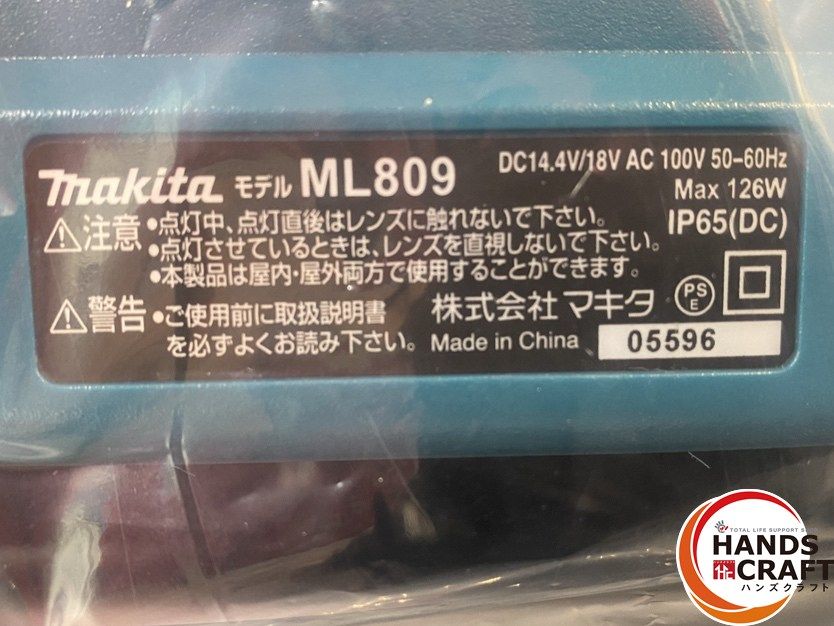 makita モデル ML809
DC14.4V/18V AC 100V 50-60Hz
Max 126W
IP65(DC)
注意 •点灯中、点灯直後はレンズに触れないで下さい。
•点灯させているときは、レンズを直視しないで下さい。
•本製品は屋内・屋外両方で使用することができます。
警告 •ご使用前に取扱説明書
を必ずよくお読み下さい。
株式会社 マキタ
PS
E
Made in China 05596
TOTAL LIFE SUPPORT
HANDS
CRAFT
ハンズクラフト